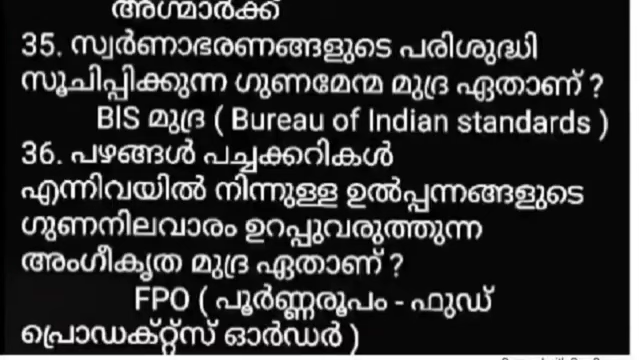 അഗ്മാർക്ക്
35. സ്വർണാഭരണങ്ങളുടെ പരിശുദ്ധി
സൂചിപ്പിക്കുന്ന ഗുണമേന്മ മുദ്ര ഏതാണ് ?
BIS മുദ്ര ( Bureau of Indian standards )
36. പഴങ്ങൾ പച്ചക്കറികൾ
എന്നിവയിൽ നിന്നുള്ള ഉൽപ്പന്നങ്ങളുടെ
ഗുണനിലവാരം ഉറപ്പുവരുത്തുന്ന
അംഗീകൃത മുദ്ര ഏതാണ് ?
FPO ( പൂർണ്ണരൂപം - ഫുഡ്
പ്രൊഡക്റ്റ്സ് ഓർഡർ )